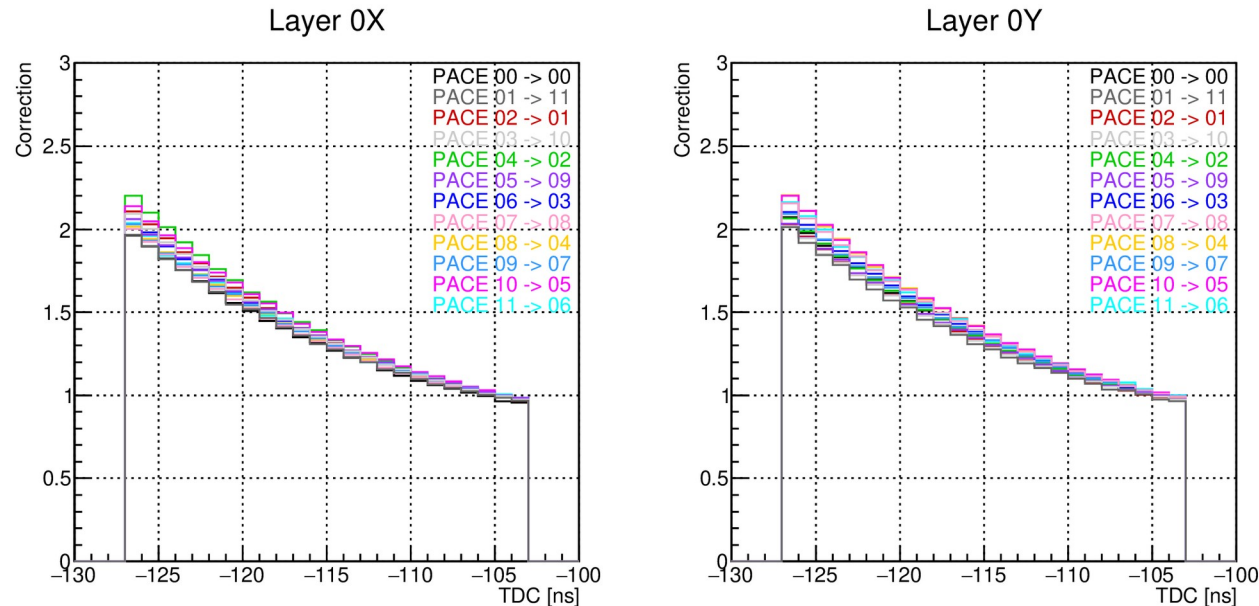 Layer 0X
Correction
3
2.5
2
1.5
1
0.5
0
PACE 00 -> 00
PACE 01 -> 11
PACE 02 -> 01
PACE 03 -> 10
PACE 04 -> 02
PACE 05 -> 09
PACE 06 -> 03
PACE 07 -> 08
PACE 08 -> 04
PACE 09 -> 07
PACE 10 -> 05
PACE 11 -> 06
−130 −125 −120 −115 −110 −105 −100
TDC [ns]
Layer 0Y
Correction
3
2.5
2
1.5
1
0.5
0
PACE 00 -> 00
PACE 01 -> 11
PACE 02 -> 01
PACE 03 -> 10
PACE 04 -> 02
PACE 05 -> 09
PACE 06 -> 03
PACE 07 -> 08
PACE 08 -> 04
PACE 09 -> 07
PACE 10 -> 05
PACE 11 -> 06
−130 −125 −120 −115 −110 −105 −100
TDC [ns]